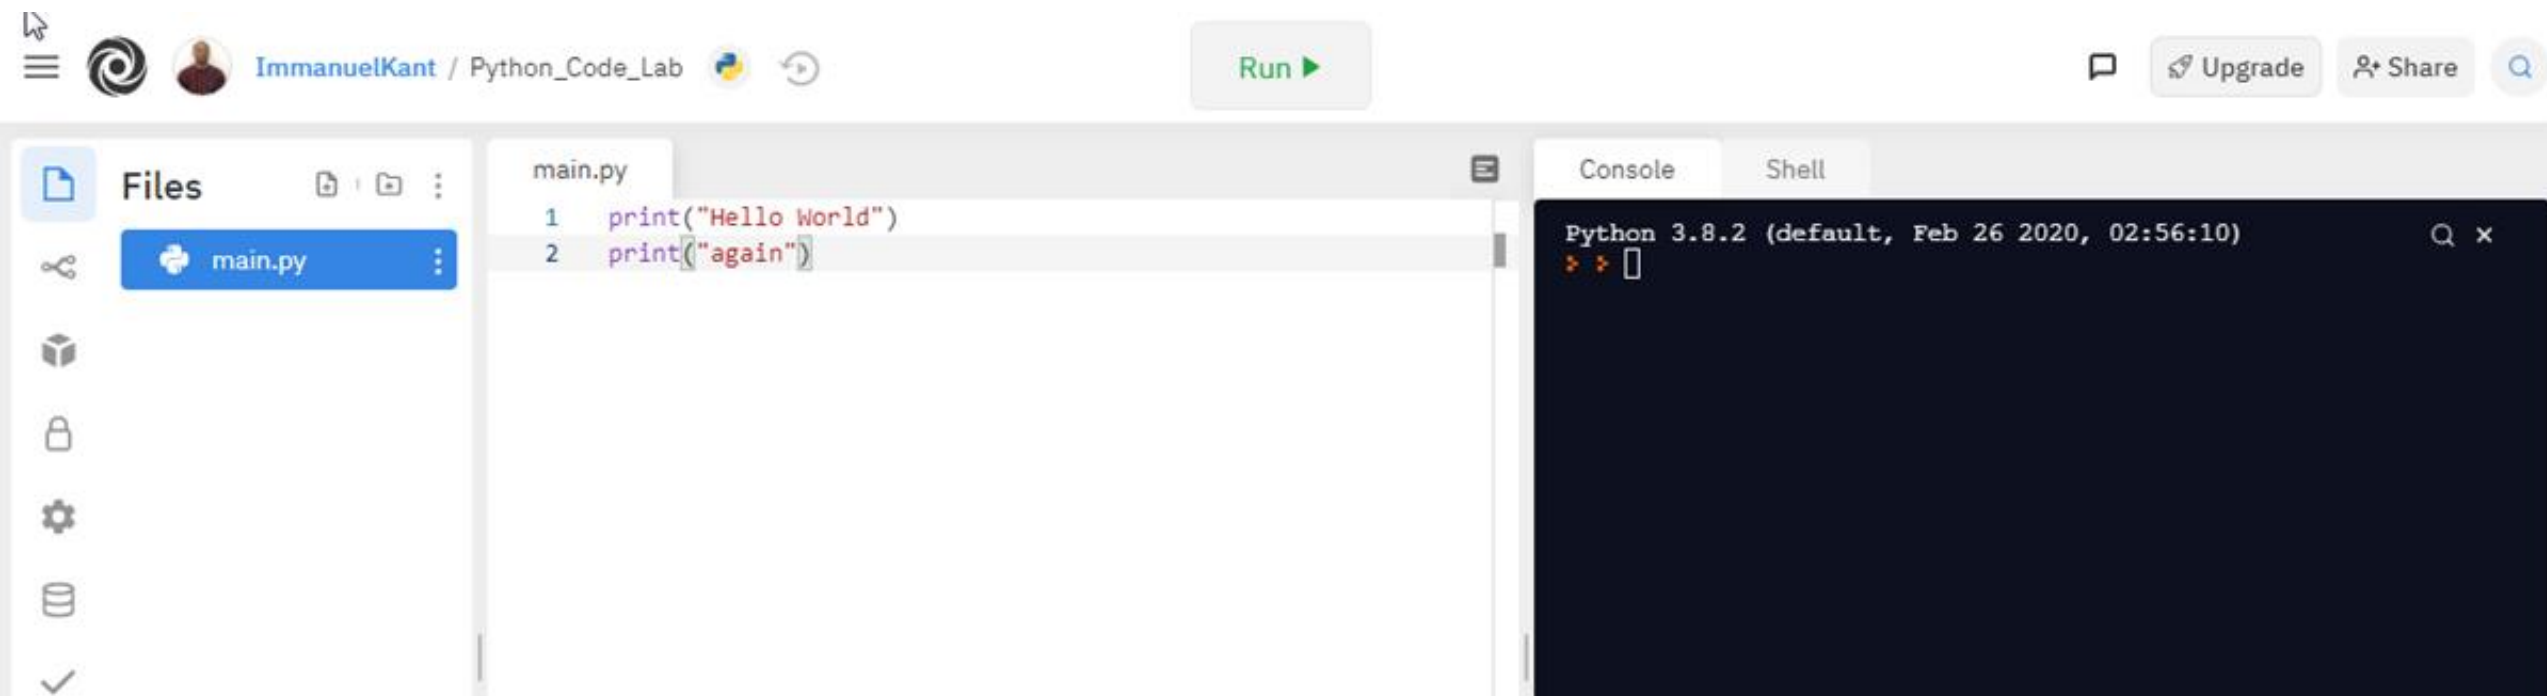 ImmanuelKant / Python_Code_Lab
Run
Upgrade
Share
Files
main.py
main.py
1 print("Hello World")
2 print("again")
Console
Shell
Python 3.8.2 (default, Feb 26 2020, 02:56:10)